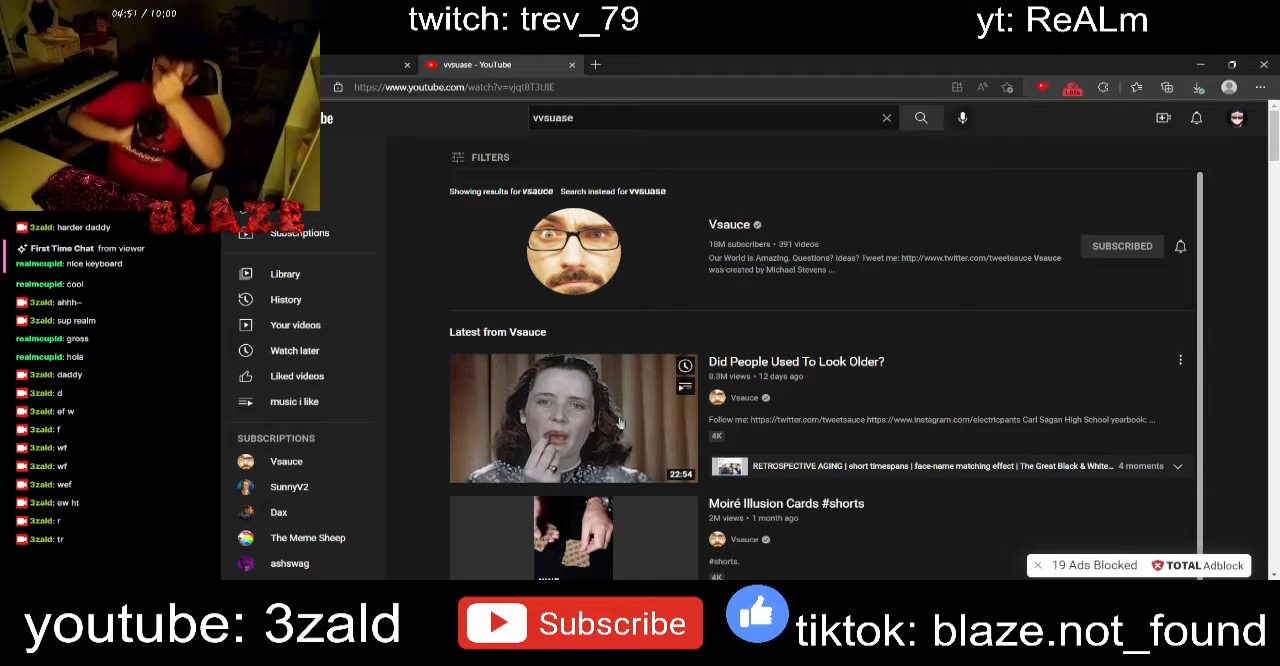 twitch: trev_79
yt: ReALm
04:51 / 10:00
vvsuase - YouTube
https://www.youtube.com/watch?v=vjqt8T3tJIE
be
vvsuase
FILTERS
Showing results for vsauce Search instead for vvsuase
Vsauce
18M subscribers • 391 videos
Our World is Amazing. Questions? Ideas? Tweet me: http://www.twitter.com/tweetsauce Vsauce
was created by Michael Stevens ...
SUBSCRIBED
BLAZE
3zald: harder daddy
First Time Chat from viewer
realmcupid: nice keyboard
realmcupid: cool
3zald: ahhh~
3zald: sup realm
realmcupid: gross
realmcupid: hola
3zald: daddy
3zald: d
3zald: ef w
3zald: f
3zald: wf
3zald: wf
3zald: wef
3zald: ew ht
3zald: r
3zald: tr
Subscriptions
Library
History
Your videos
Watch later
Liked videos
music i like
SUBSCRIPTIONS
Vsauce
SunnyV2
Dax
The Meme Sheep
ashswag
Latest from Vsauce
22:54
Did People Used To Look Older?
8.3M views • 12 days ago
Vsauce
Follow me: https://twitter.com/tweetsauce https://www.instagram.com/electricpants Carl Sagan High School yearbook: ...
4K
RETROSPECTIVE AGING | short timespans | face-name matching effect | The Great Black & White...
4 moments
Moiré Illusion Cards #shorts
2M views • 1 month ago
Vsauce
#shorts.
4K
19 Ads Blocked
TOTAL Adblock
youtube: 3zald
Subscribe
tiktok: blaze.not_found